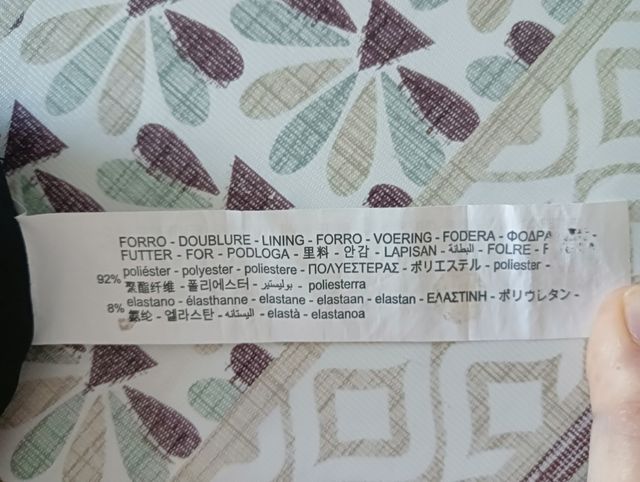 FORRO - DOUBLURE - LINING - FORRO - VOERING - FODERA - ΦΟΔΡΑ
FUTTER - FOR - PODLOGA - 里料 - 안감 - LAPISAN - البطانة - FOLRE - F
92% poliéster - polyester - poliestere - ΠΟΛΥΕΣΤΕΡΑΣ - ポリエステル - poliester -
聚酯纤维 - 폴리에스터 - بوليستير - poliesterra
8% elastano - élasthanne - elastane - elastaan - elastan - ΕΛΑΣΤΙΝΗ - ポリウレタン -
氨纶 - 엘라스탄 - اليستانه - elastà - elastanoa